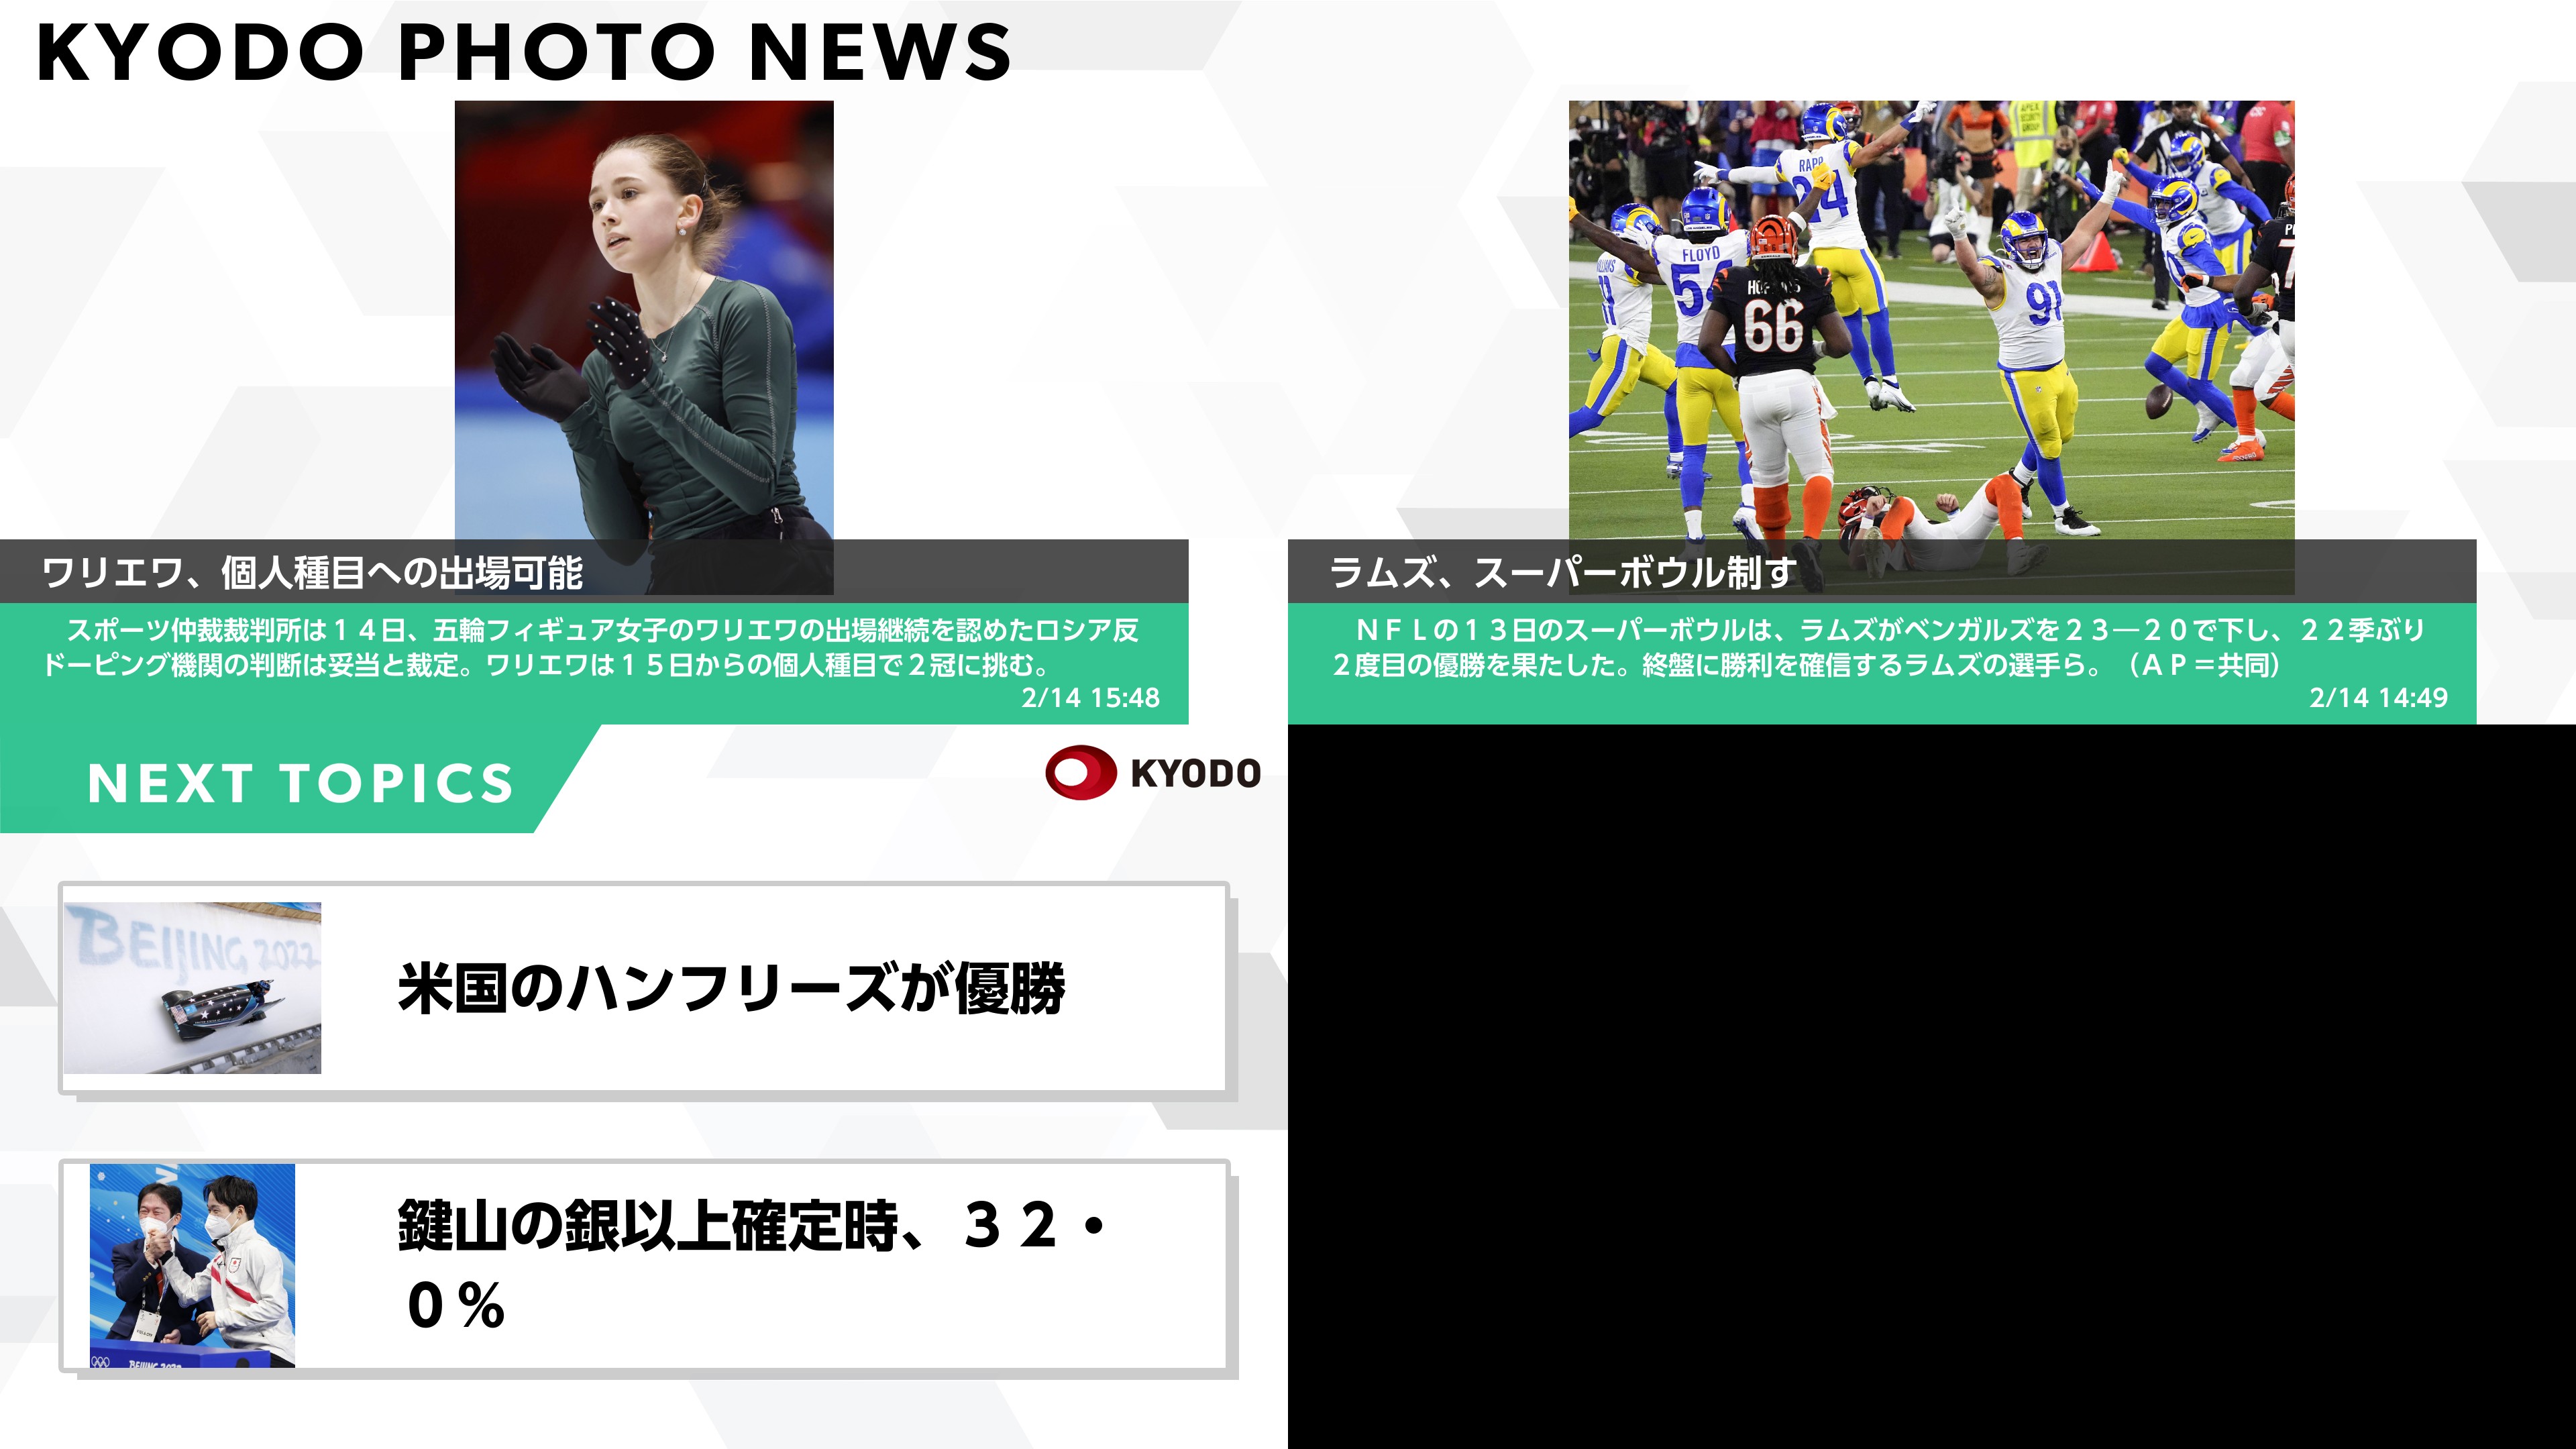 KYODO PHOTO NEWS
ワリエワ、個人種目への出場可能
スポーツ仲裁裁判所は１４日、五輪フィギュア女子のワリエワの出場継続を認めたロシア反
ドーピング機関の判断は妥当と裁定。ワリエワは１５日からの個人種目で２冠に挑む。
2/14 15:48
APEX
SECURITY
GROUP
RAPP
24
FLOYD
54
66
91
ラムズ、スーパーボウル制す
ＮＦＬの１３日のスーパーボウルは、ラムズがベンガルズを２３―２０で下し、２２季ぶり
２度目の優勝を果たした。終盤に勝利を確信するラムズの選手ら。（ＡＰ＝共同）
2/14 14:49
NEXT TOPICS
KYODO
BEIJING 2022
米国のハンフリーズが優勝
鍵山の銀以上確定時、３２・
０％
BEIJING 2022